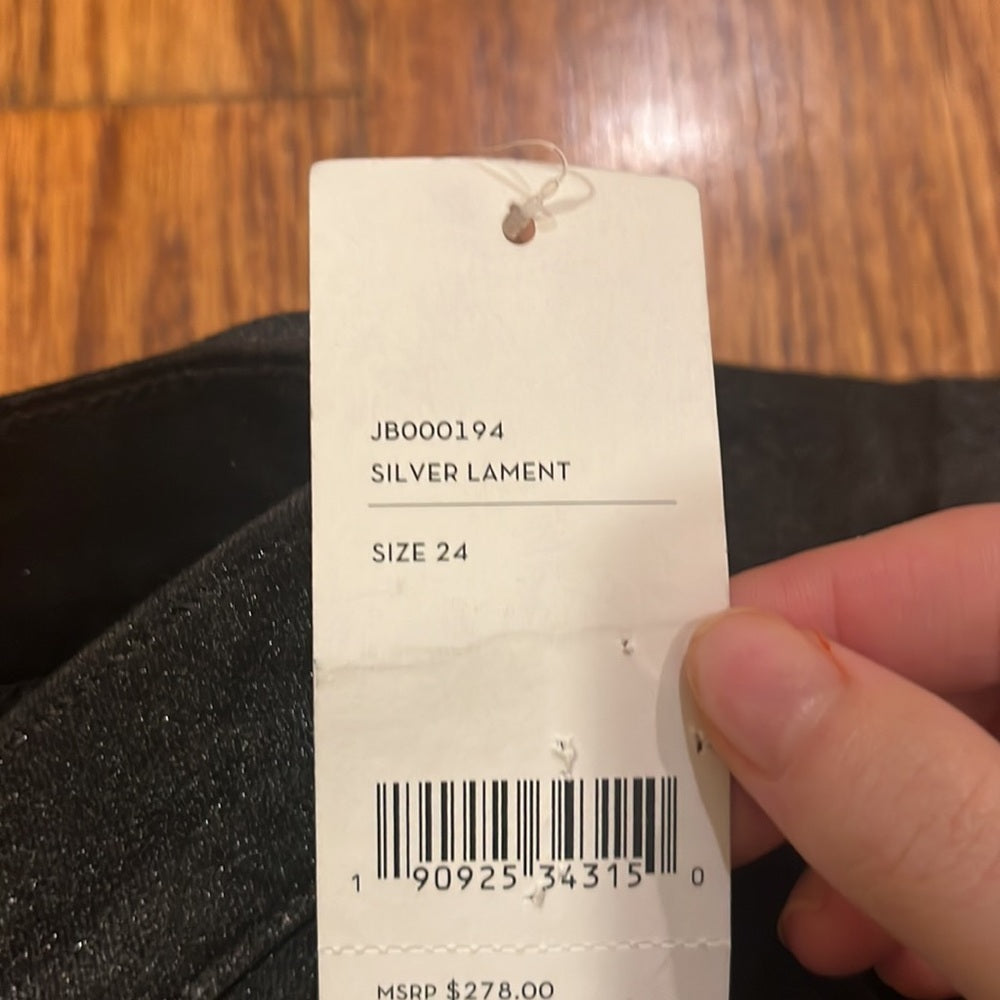 JB000194
SILVER LAMENT
SIZE 24
1 90925 34315 0
MSRP $278.00